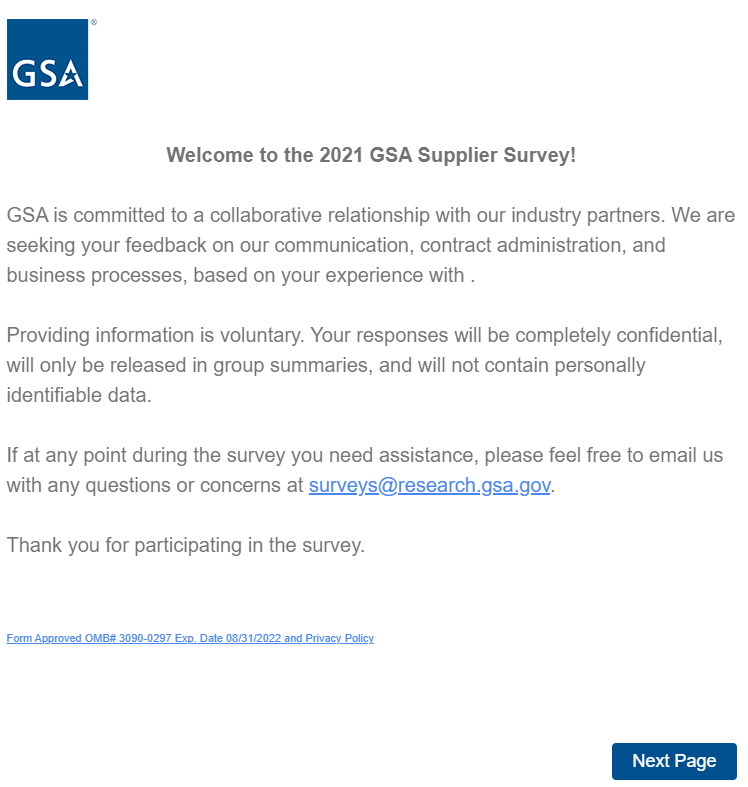 GSA
®
Welcome to the 2021 GSA Supplier Survey!
GSA is committed to a collaborative relationship with our industry partners. We are
seeking your feedback on our communication, contract administration, and
business processes, based on your experience with .
Providing information is voluntary. Your responses will be completely confidential,
will only be released in group summaries, and will not contain personally
identifiable data.
If at any point during the survey you need assistance, please feel free to email us
with any questions or concerns at surveys@research.gsa.gov.
Thank you for participating in the survey.
Form Approved OMB# 3090-0297 Exp. Date 08/31/2022 and Privacy Policy
Next Page